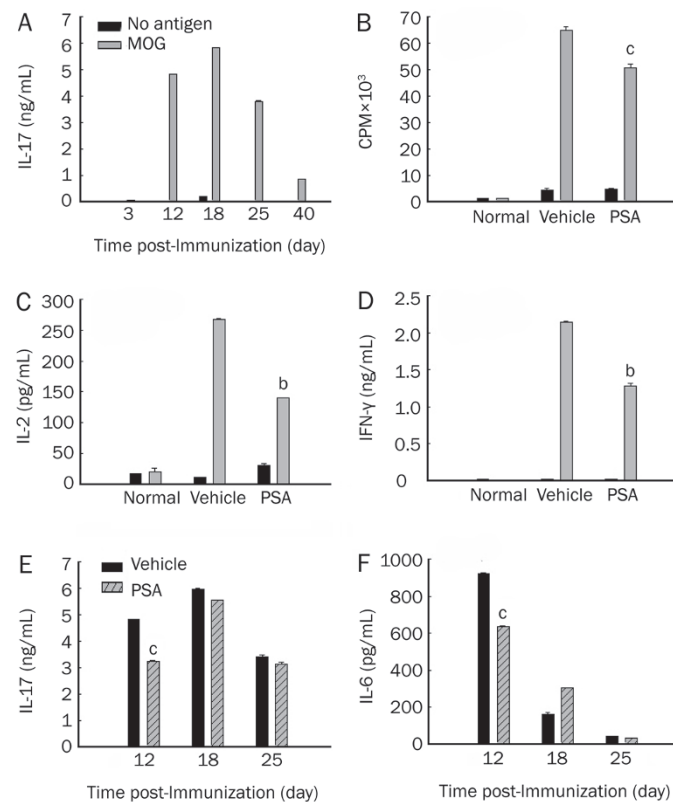 A
No antigen
MOG
IL-17 (ng/mL)
7
6
5
4
3
2
1
0
3 12 18 25 40
Time post-Immunization (day)
B
CPM×10³
70
60
50
40
30
20
10
0
c
Normal Vehicle PSA
C
IL-2 (pg/mL)
300
250
200
150
100
50
0
b
Normal Vehicle PSA
D
IFN-γ (ng/mL)
2.5
2.0
1.5
1.0
0.5
0
b
Normal Vehicle PSA
E
Vehicle
PSA
IL-17 (ng/mL)
7
6
5
4
3
2
1
0
c
12 18 25
Time post-Immunization (day)
F
IL-6 (pg/mL)
1000
800
600
400
200
0
c
12 18 25
Time post-Immunization (day)